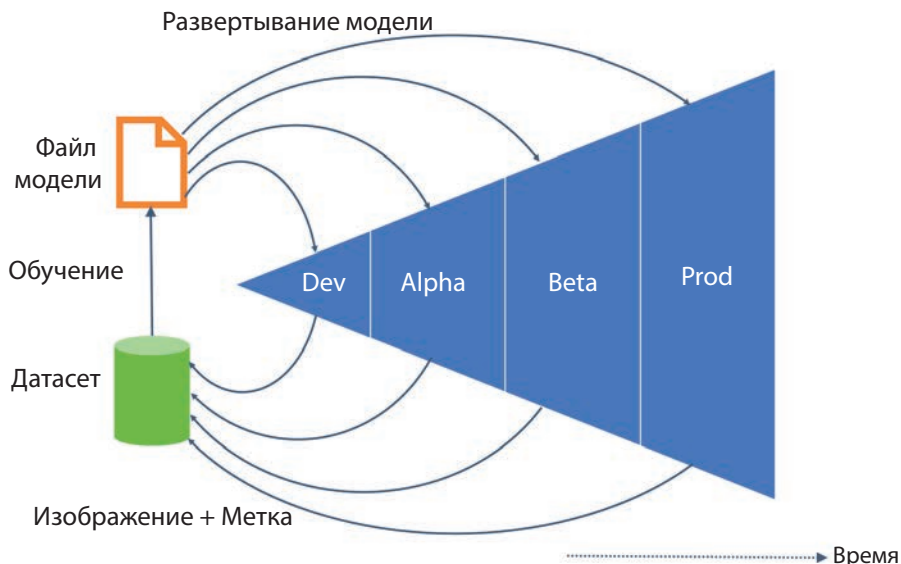 Развертывание модели
Файл
модели
Обучение
Dev
Alpha
Beta
Prod
Датасет
Изображение + Метка
Время